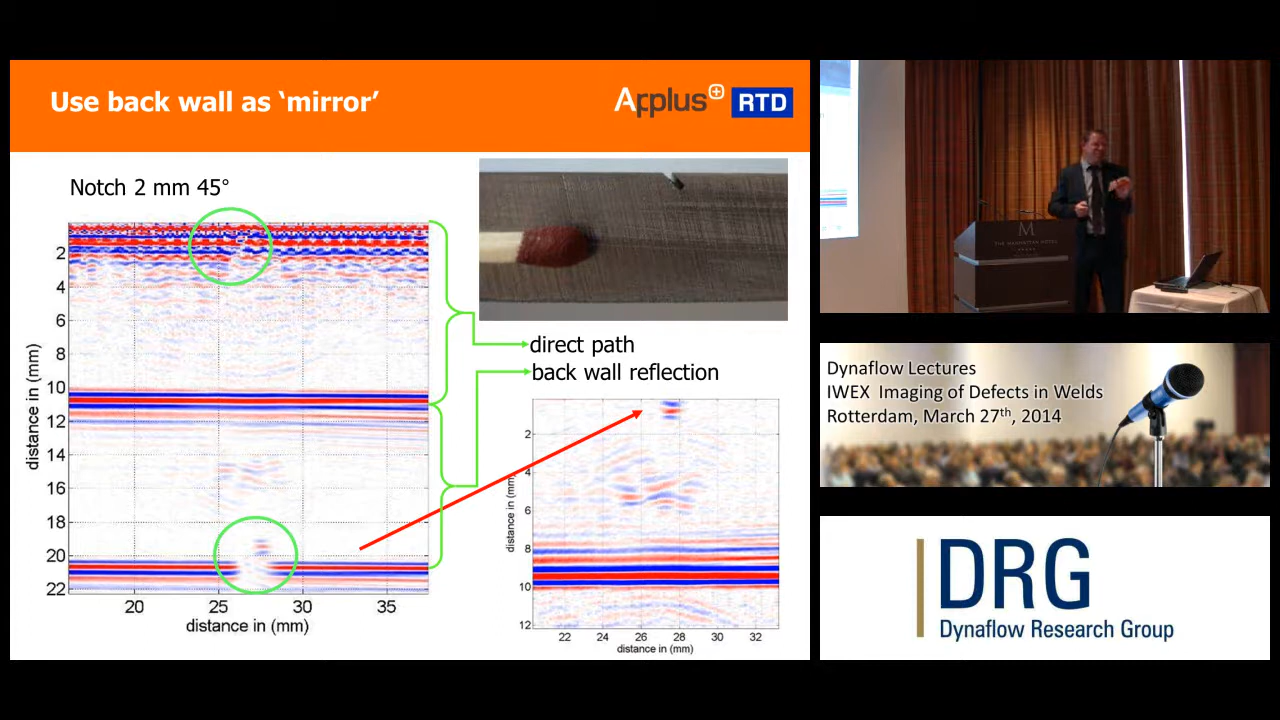 Use back wall as ‘mirror’
Applus+ RTD
Notch 2 mm 45°
2
4
6
8
10
12
14
16
18
20
22
20 25 30 35
distance in (mm)
distance in (mm)
direct path
back wall reflection
2
4
6
8
10
12
22 24 26 28 30 32
distance in (mm)
distance in (mm)
M
THE MANHATTAN HOTEL
Dynaflow Lectures
IWEX Imaging of Defects in Welds
Rotterdam, March 27th, 2014
DRG
Dynaflow Research Group